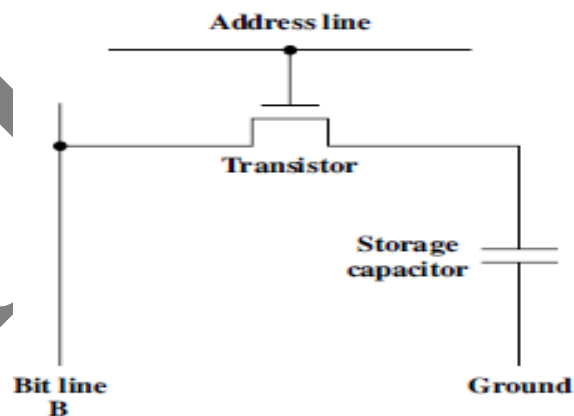 Address line
Transistor
Storage
capacitor
Bit line
B
Ground